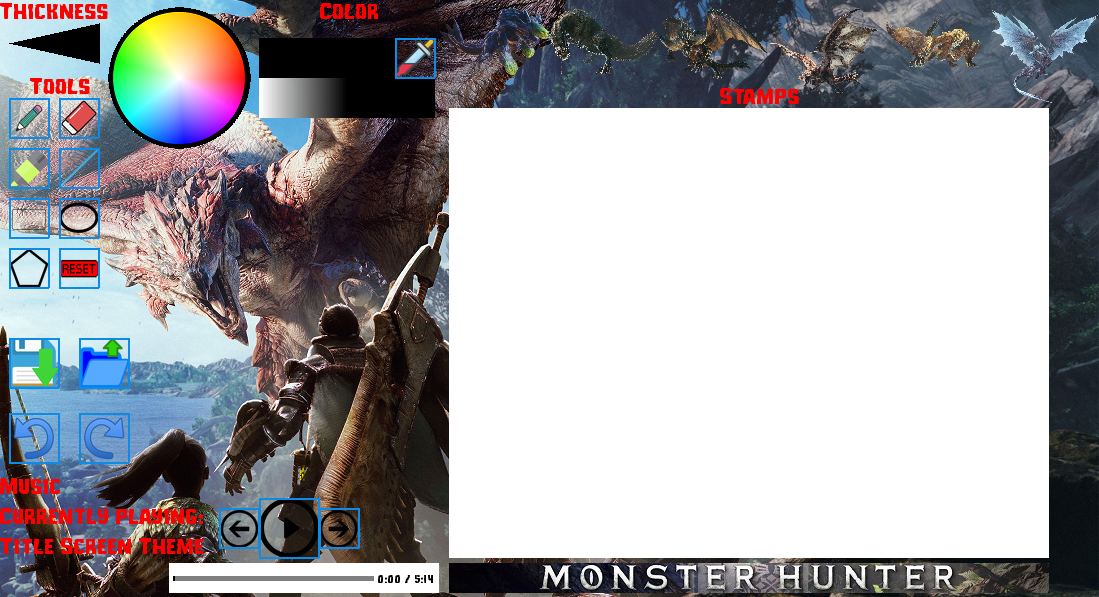 Thickness
Color
Tools
Stamps
RESET
Music
Currently playing:
Title Screen Theme
0:00 / 5:14
MONSTER HUNTER